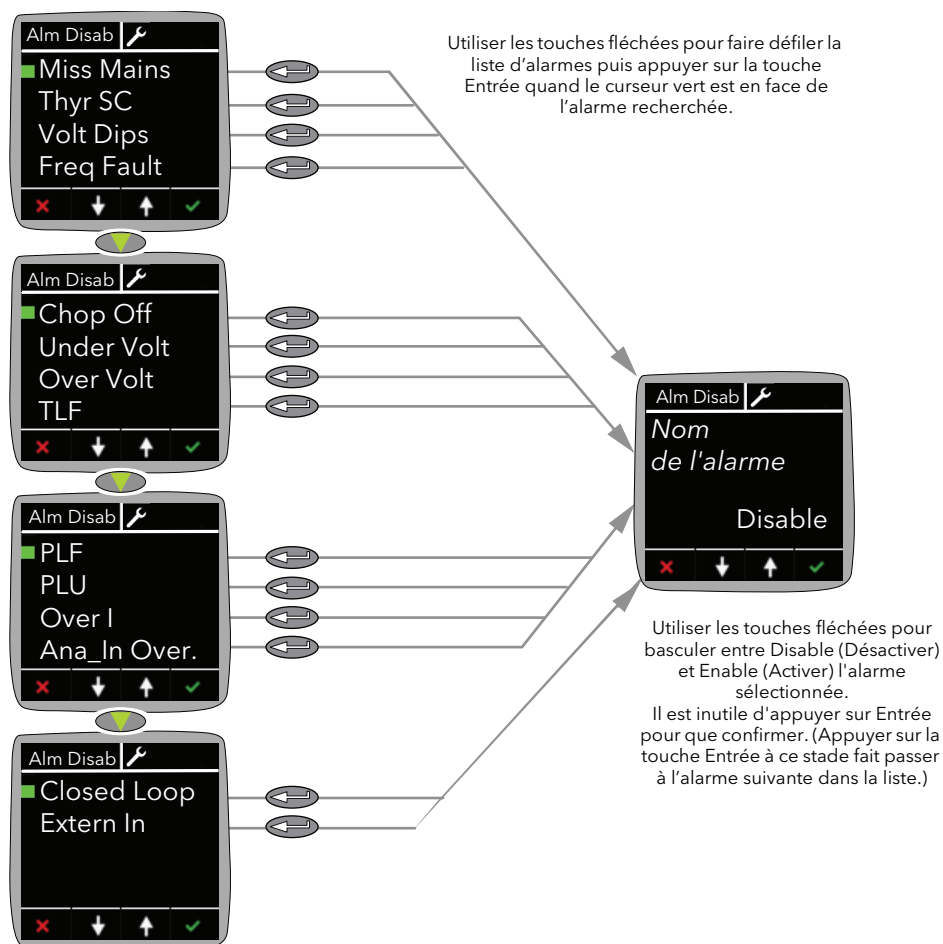 Alm Disab
Miss Mains
Thyr SC
Volt Dips
Freq Fault
Utiliser les touches fléchées pour faire défiler la
liste d’alarmes puis appuyer sur la touche
Entrée quand le curseur vert est en face de
l’alarme recherchée.
Alm Disab
Chop Off
Under Volt
Over Volt
TLF
Alm Disab
PLF
PLU
Over I
Ana_In Over.
Alm Disab
Closed Loop
Extern In
Alm Disab
Nom
de l'alarme
Disable
Utiliser les touches fléchées pour
basculer entre Disable (Désactiver)
et Enable (Activer) l'alarme
sélectionnée.
Il est inutile d'appuyer sur Entrée
pour que confirmer. (Appuyer sur la
touche Entrée à ce stade fait passer
à l’alarme suivante dans la liste.)